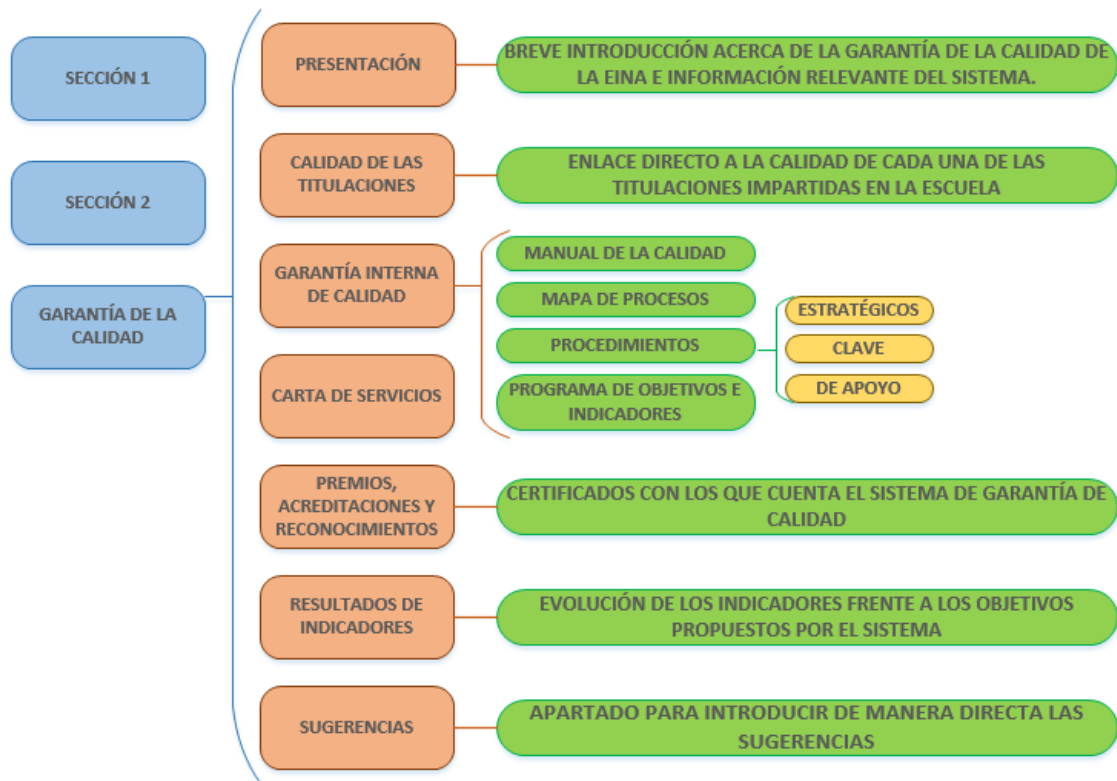 SECCIÓN 1
SECCIÓN 2
GARANTÍA DE LA
CALIDAD
PRESENTACIÓN
BREVE INTRODUCCIÓN ACERCA DE LA GARANTÍA DE LA CALIDAD DE
LA EINA E INFORMACIÓN RELEVANTE DEL SISTEMA.
CALIDAD DE LAS
TITULACIONES
ENLACE DIRECTO A LA CALIDAD DE CADA UNA DE LAS
TITULACIONES IMPARTIDAS EN LA ESCUELA
GARANTÍA INTERNA
DE CALIDAD
MANUAL DE LA CALIDAD
MAPA DE PROCESOS
PROCEDIMIENTOS
ESTRATÉGICOS
CLAVE
DE APOYO
PROGRAMA DE OBJETIVOS E
INDICADORES
CARTA DE SERVICIOS
PREMIOS,
ACREDITACIONES Y
RECONOCIMIENTOS
CERTIFICADOS CON LOS QUE CUENTA EL SISTEMA DE GARANTÍA DE
CALIDAD
RESULTADOS DE
INDICADORES
EVOLUCIÓN DE LOS INDICADORES FRENTE A LOS OBJETIVOS
PROPUESTOS POR EL SISTEMA
SUGERENCIAS
APARTADO PARA INTRODUCIR DE MANERA DIRECTA LAS
SUGERENCIAS